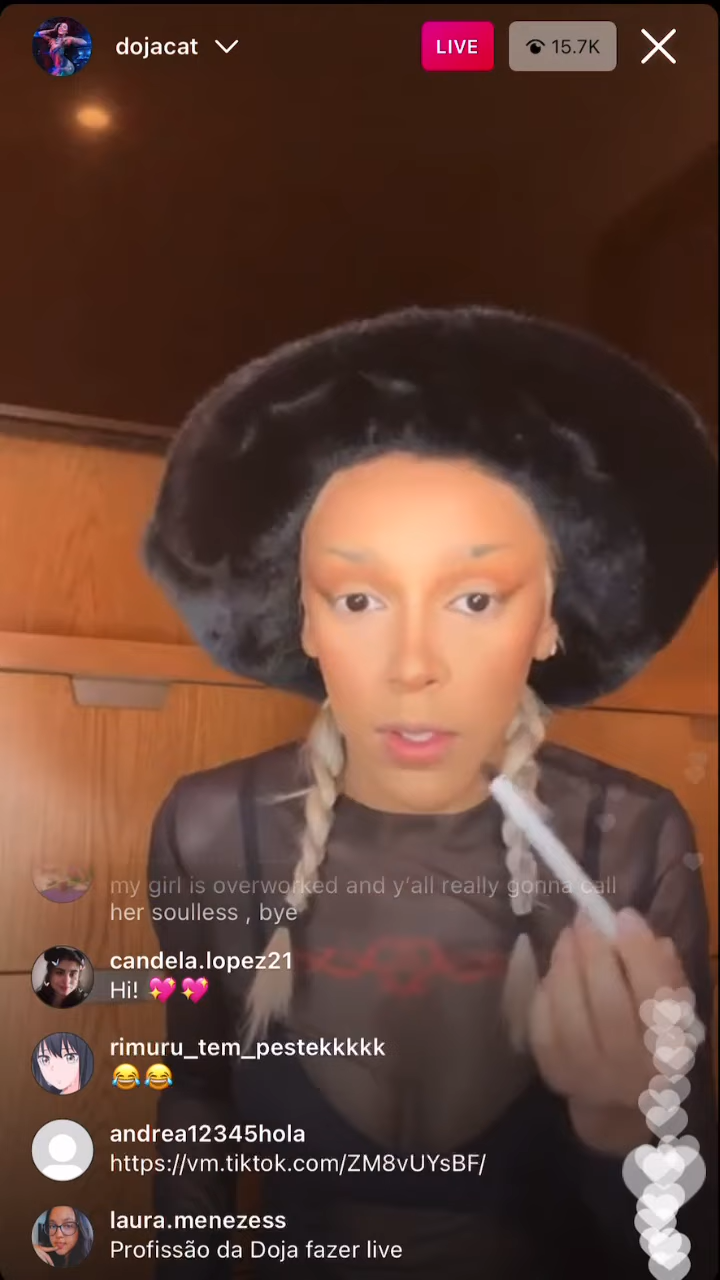 dojacat
LIVE
15.7K
my girl is overworked and y'all really gonna call
her soulless , bye
candela.lopez21
Hi! 💖💖
rimuru_tem_pestekkkkk
😂😂
andrea12345hola
https://vm.tiktok.com/ZM8vUYsBF/
laura.menezess
Profissão da Doja fazer live